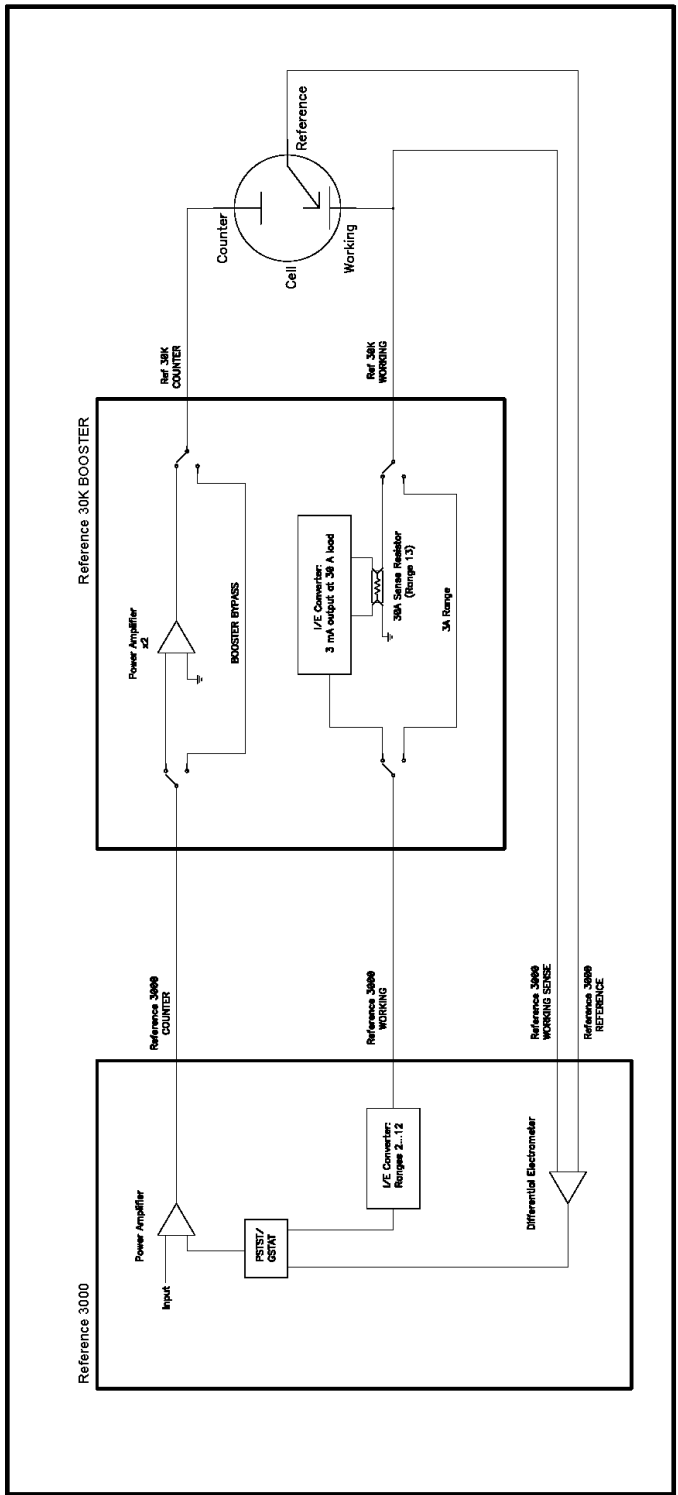 Reference 3000
Power Amplifier
Input
PSTST/
GSTAT
I/E Converter:
Ranges 2...12
Differential Electrometer
Reference 3000
COUNTER
Reference 3000
WORKING
Reference 3000
WORKING SENSE
Reference 3000
REFERENCE
Reference 30K BOOSTER
Power Amplifier
x2
BOOSTER BYPASS
I/E Converter:
3 mA output at 30 A load
30A Sense Resistor
(Range 13)
3A Range
Ref 30K
COUNTER
Ref 30K
WORKING
Counter
Cell
Working
Reference